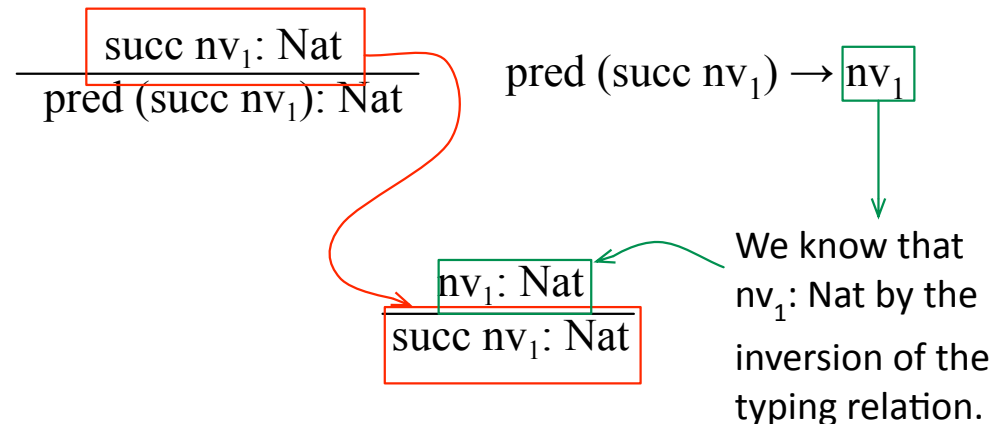 succ nv₁: Nat
pred (succ nv₁): Nat
pred (succ nv₁) → nv₁
nv₁: Nat
succ nv₁: Nat
We know that
nv₁: Nat by the
inversion of the
typing relation.